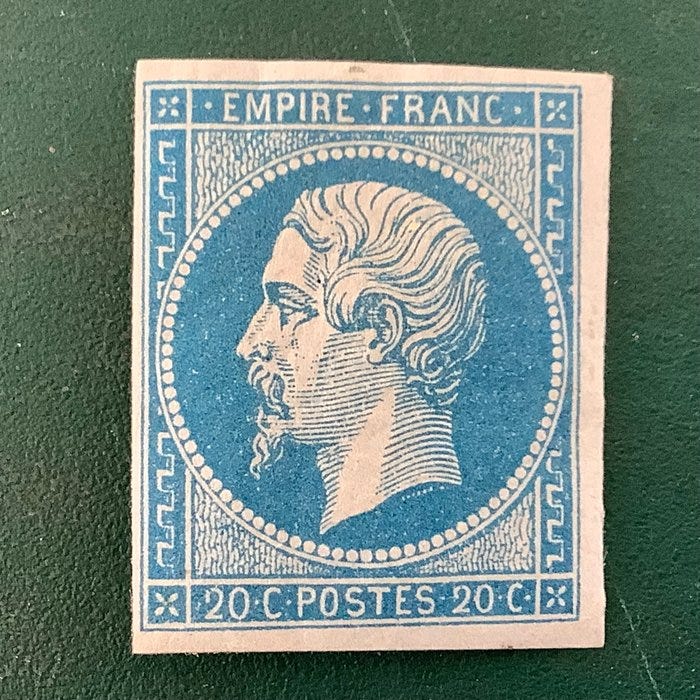 · EMPIRE · FRANC ·
· 20 · C · POSTES · 20 · C ·